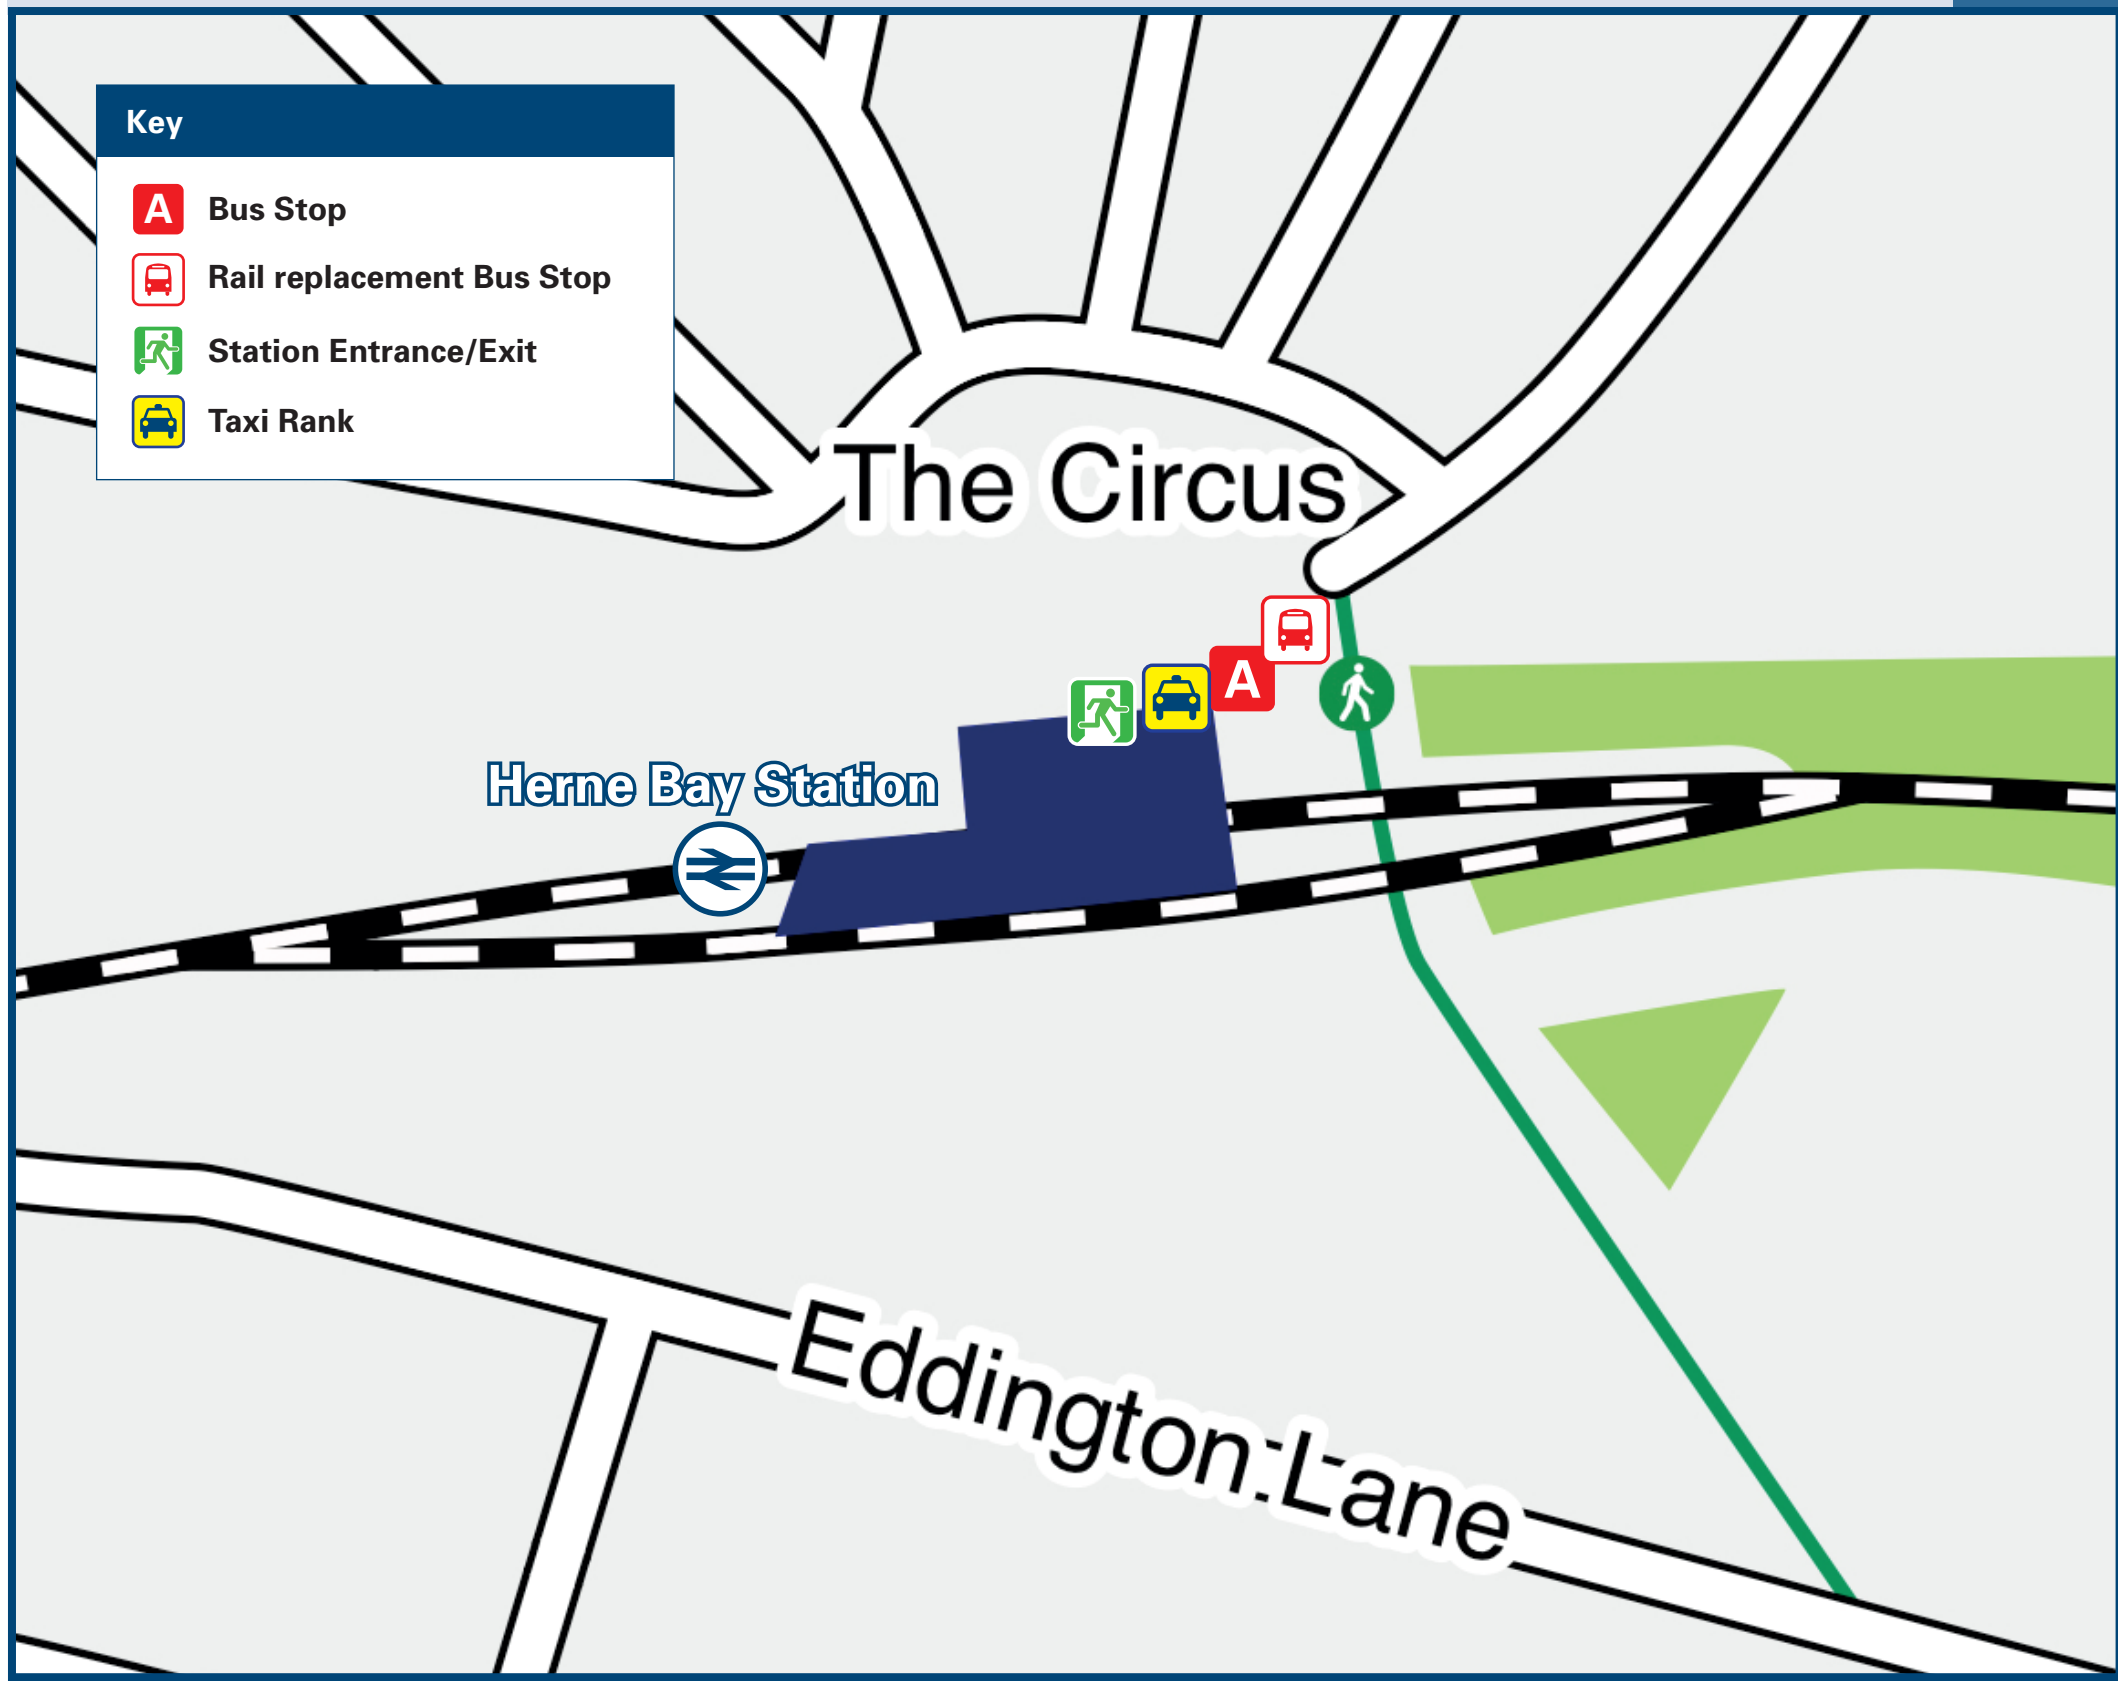 Key
A Bus Stop
Rail replacement Bus Stop
Station Entrance/Exit
Taxi Rank
The Circus
A
Herne Bay Station
Eddington Lane